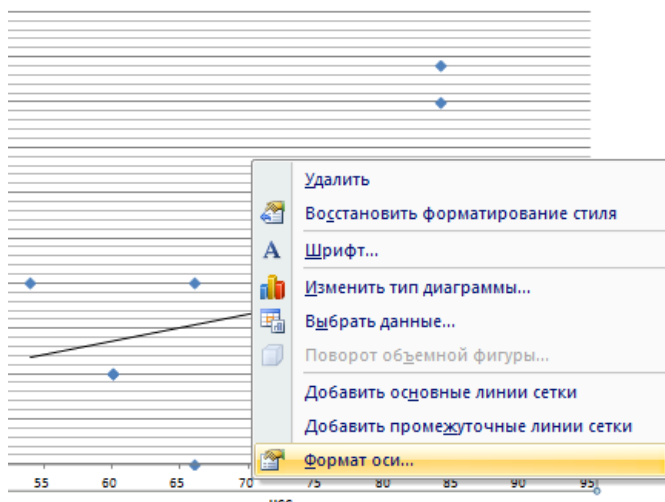 Удалить
Восстановить форматирование стиля
Шрифт...
Изменить тип диаграммы...
Выбрать данные...
Поворот объемной фигуры...
Добавить основные линии сетки
Добавить промежуточные линии сетки
Формат оси...
55 60 65 70 75 80 85 90 95